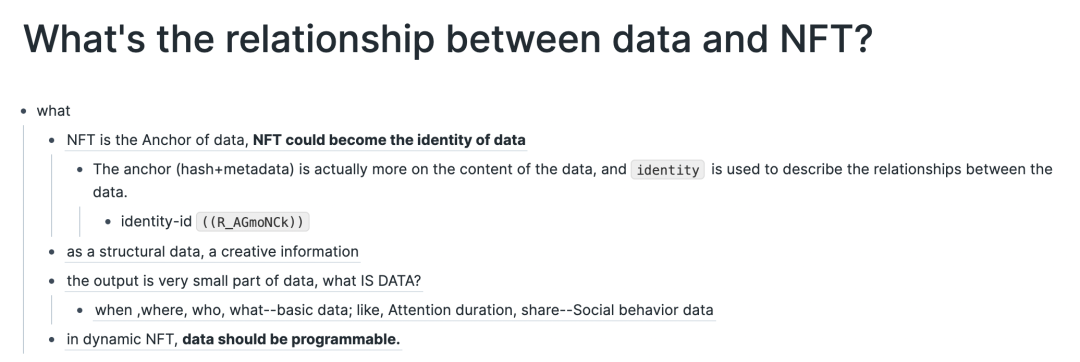 What's the relationship between data and NFT?
what
NFT is the Anchor of data, NFT could become the identity of data
The anchor (hash+metadata) is actually more on the content of the data, and identity is used to describe the relationships between the
data.
identity-id ((R_AGmoNCk))
as a structural data, a creative information
the output is very small part of data, what IS DATA?
when ,where, who, what--basic data; like, Attention duration, share--Social behavior data
in dynamic NFT, data should be programmable.